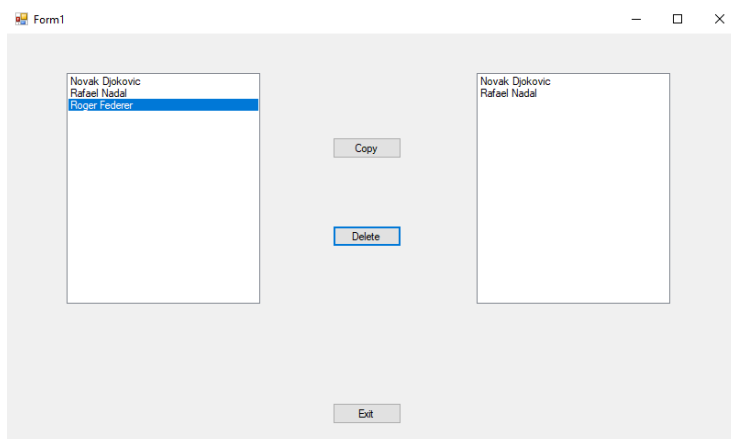 Form1
Novak Djokovic
Rafael Nadal
Roger Federer
Copy
Delete
Exit
Novak Djokovic
Rafael Nadal